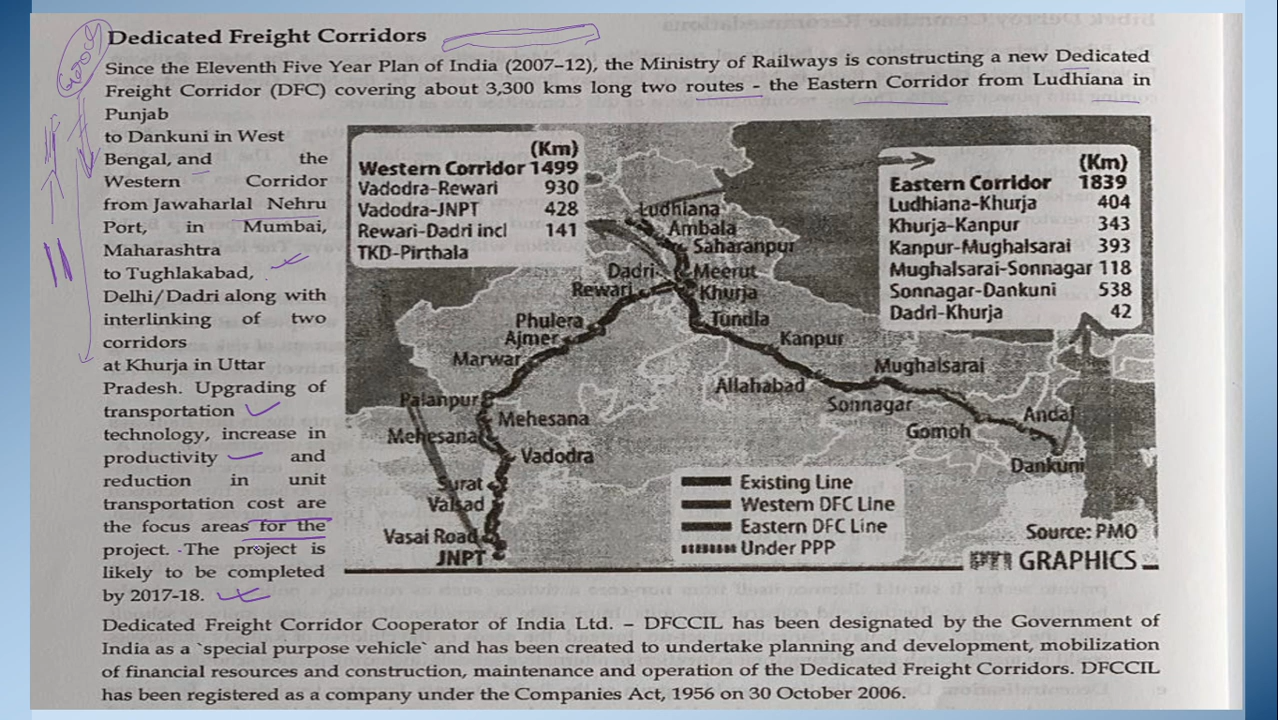 Dedicated Freight Corridors
Since the Eleventh Five Year Plan of India (2007–12), the Ministry of Railways is constructing a new Dedicated
Freight Corridor (DFC) covering about 3,300 kms long two routes - the Eastern Corridor from Ludhiana in
Punjab
to Dankuni in West
Bengal, and the
Western Corridor
from Jawaharlal Nehru
Port, in Mumbai,
Maharashtra
to Tughlakabad,
Delhi/Dadri along with
interlinking of two
corridors
at Khurja in Uttar
Pradesh. Upgrading of
transportation
technology, increase in
productivity and
reduction in unit
transportation cost are
the focus areas for the
project. The project is
likely to be completed
by 2017-18.
(Km)
Western Corridor 1499
Vadodra-Rewari 930
Vadodra-JNPT 428
Rewari-Dadri incl 141
TKD-Pirthala
(Km)
Eastern Corridor 1839
Ludhiana-Khurja 404
Khurja-Kanpur 343
Kanpur-Mughalsarai 393
Mughalsarai-Sonnagar 118
Sonnagar-Dankuni 538
Dadri-Khurja 42
Ludhiana
Ambala
Saharanpur
Dadri
Meerut
Rewari
Khurja
Phulera
Tundla
Ajmer
Kanpur
Marwar
Mughalsarai
Allahabad
Palanpur
Sonnagar
Mehesana
Andal
Mehesana
Gomoh
Vadodra
Dankuni
Surat
Valsad
Vasai Road
JNPT
Existing Line
Western DFC Line
Eastern DFC Line
Under PPP
Source: PMO
PTI GRAPHICS
Dedicated Freight Corridor Cooperator of India Ltd. – DFCCIL has been designated by the Government of
India as a `special purpose vehicle` and has been created to undertake planning and development, mobilization
of financial resources and construction, maintenance and operation of the Dedicated Freight Corridors. DFCCIL
has been registered as a company under the Companies Act, 1956 on 30 October 2006.